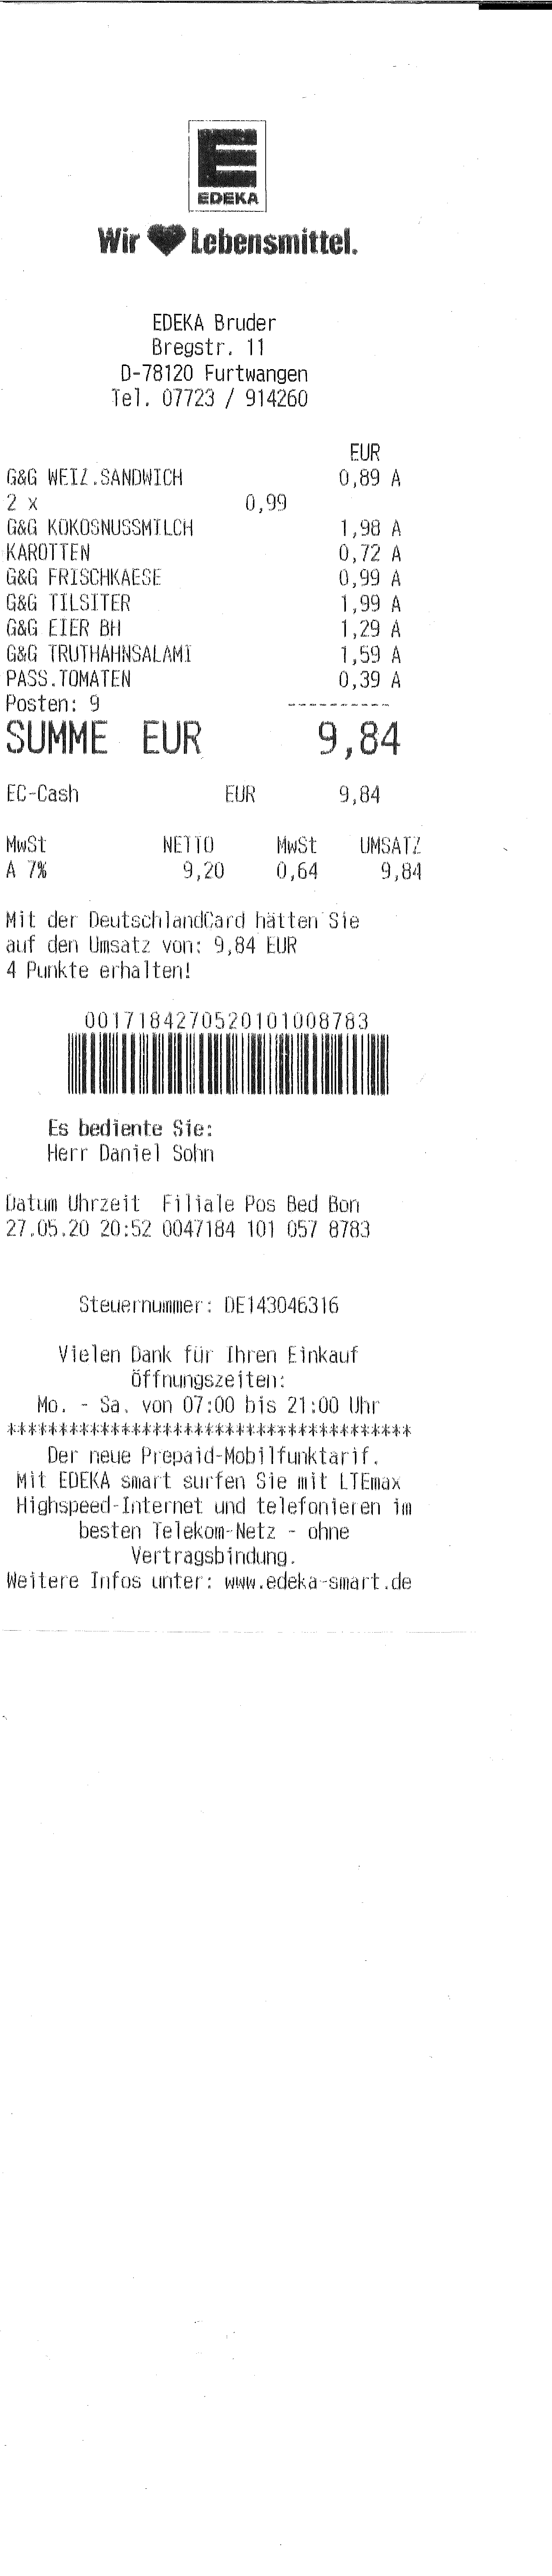 EDEKA
Wir ❤ Lebensmittel.
EDEKA Bruder
Bregstr. 11
D-78120 Furtwangen
Tel. 07723 / 914260
EUR
G&G WEIZ.SANDWICH 0,89 A
2 x 0,99
G&G KOKOSNUSSMILCH 1,98 A
KAROTTEN 0,72 A
G&G FRISCHKAESE 0,99 A
G&G TILSITER 1,99 A
G&G EIER BH 1,29 A
G&G TRUTHAHNSALAMI 1,59 A
PASS.TOMATEN 0,39 A
Posten: 9 ----------
SUMME EUR 9,84
EC-Cash EUR 9,84
MwSt NETTO MwSt UMSATZ
A 7% 9,20 0,64 9,84
Mit der DeutschlandCard hätten Sie
auf den Umsatz von: 9,84 EUR
4 Punkte erhalten!
0017184270520101008783
Es bediente Sie:
Herr Daniel Sohn
Datum Uhrzeit Filiale Pos Bed Bon
27.05.20 20:52 0047184 101 057 8783
Steuernummer: DE143046316
Vielen Dank für Ihren Einkauf
Öffnungszeiten:
Mo. - Sa. von 07:00 bis 21:00 Uhr
***************************************
Der neue Prepaid-Mobilfunktarif.
Mit EDEKA smart surfen Sie mit LTEmax
Highspeed-Internet und telefonieren im
besten Telekom-Netz - ohne
Vertragsbindung.
Weitere Infos unter: www.edeka-smart.de